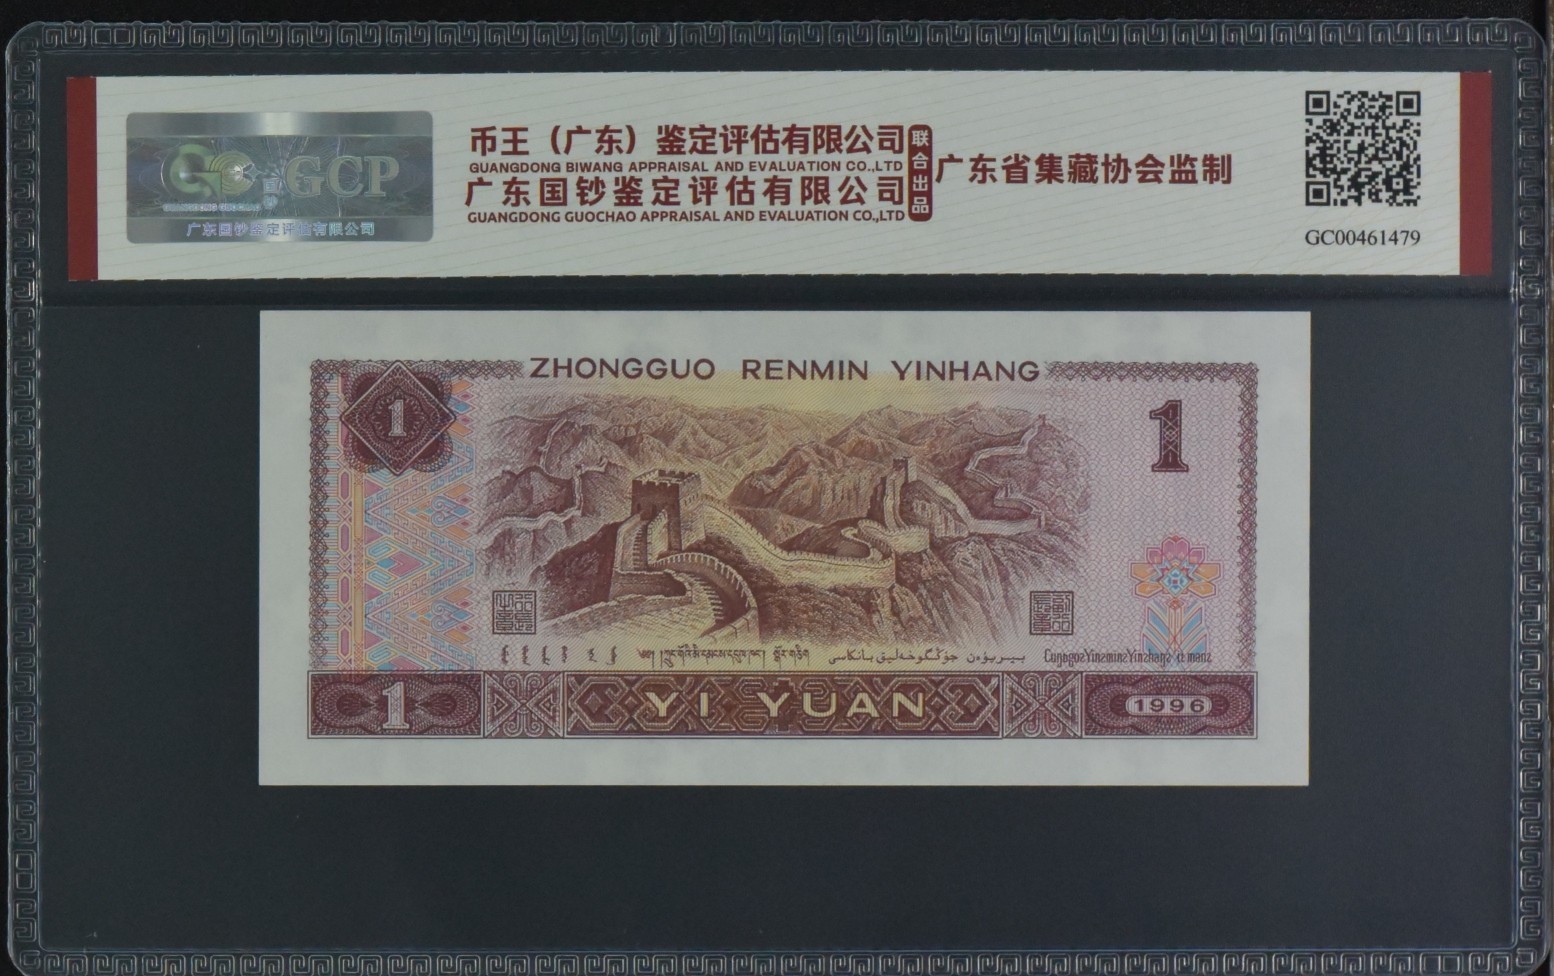 GCP
广东国钞鉴定评估有限公司
币王（广东）鉴定评估有限公司
GUANGDONG BIWANG APPRAISAL AND EVALUATION CO.,LTD
广东国钞鉴定评估有限公司
GUANGDONG GUOCHAO APPRAISAL AND EVALUATION CO.,LTD
联合出品
广东省集藏协会监制
GC00461479
ZHONGGUO RENMIN YINHANG
1
1
1
YI YUAN
1996